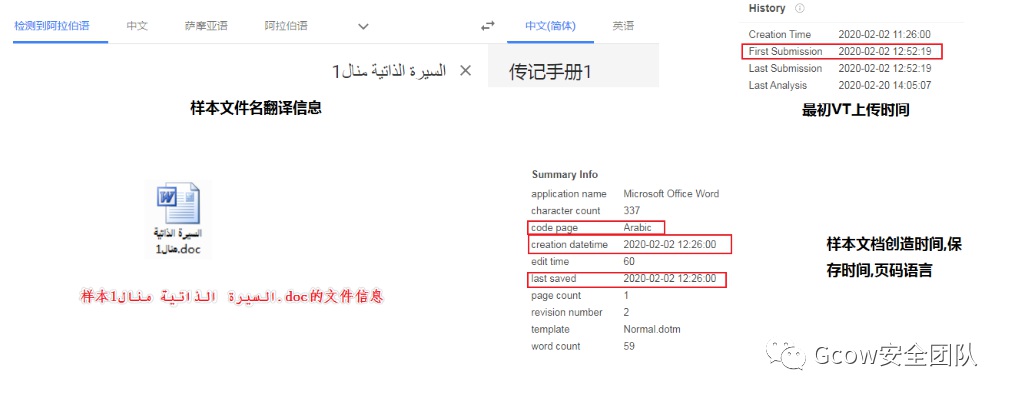 检测到阿拉伯语 中文 萨摩亚语 阿拉伯语 中文(简体) 英语
السيرة الذاتية منال1
传记手册1
样本文件名翻译信息
History
Creation Time 2020-02-02 11:26:00
First Submission 2020-02-02 12:52:19
Last Submission 2020-02-02 12:52:19
Last Analysis 2020-02-20 14:05:07
最初VT上传时间
السيرة الذاتية
منال1.doc
样本1السيرة الذاتية منال1.doc的文件信息
Summary Info
application name Microsoft Office Word
character count 337
code page Arabic
creation datetime 2020-02-02 12:26:00
edit time 60
last saved 2020-02-02 12:26:00
page count 1
revision number 2
template Normal.dotm
word count 59
样本文档创造时间,保
存时间,页码语言
Gcow安全团队